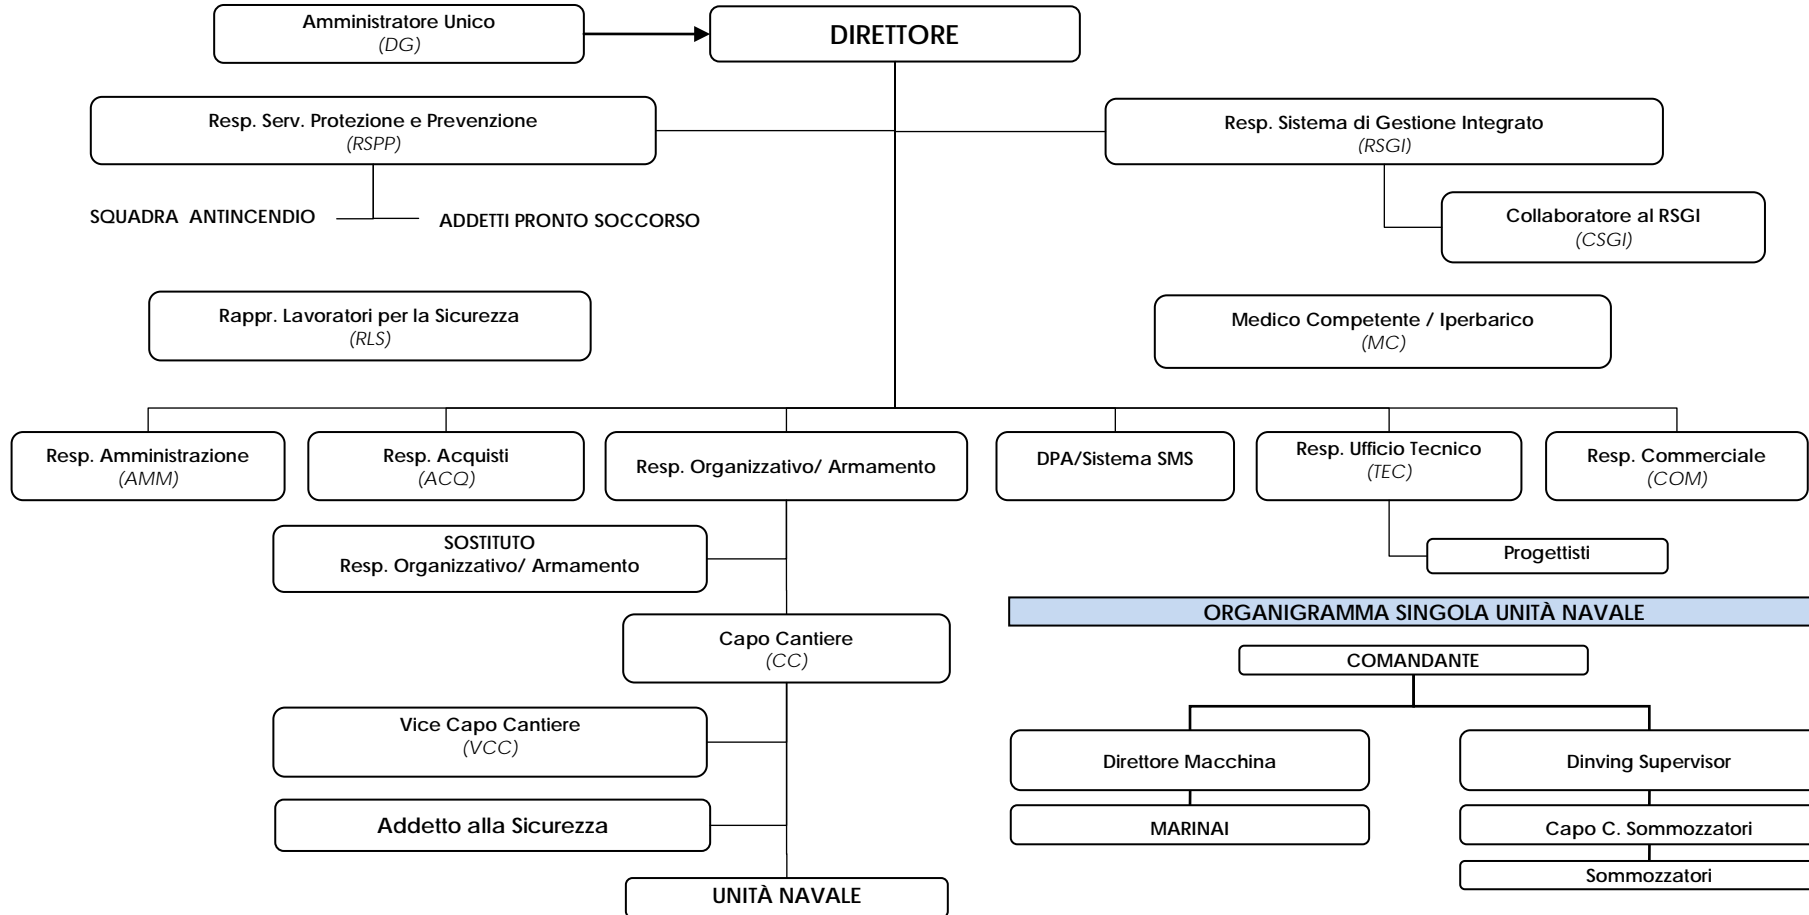 Amministratore Unico
(DG)
DIRETTORE
Resp. Serv. Protezione e Prevenzione
(RSPP)
Resp. Sistema di Gestione Integrato
(RSGI)
SQUADRA ANTINCENDIO
ADDETTI PRONTO SOCCORSO
Collaboratore al RSGI
(CSGI)
Rappr. Lavoratori per la Sicurezza
(RLS)
Medico Competente / Iperbarico
(MC)
Resp. Amministrazione
(AMM)
Resp. Acquisti
(ACQ)
Resp. Organizzativo/ Armamento
DPA/Sistema SMS
Resp. Ufficio Tecnico
(TEC)
Resp. Commerciale
(COM)
SOSTITUTO
Resp. Organizzativo/ Armamento
Progettisti
Capo Cantiere
(CC)
Vice Capo Cantiere
(VCC)
Addetto alla Sicurezza
UNITÀ NAVALE
ORGANIGRAMMA SINGOLA UNITÀ NAVALE
COMANDANTE
Direttore Macchina
Dinving Supervisor
MARINAI
Capo C. Sommozzatori
Sommozzatori